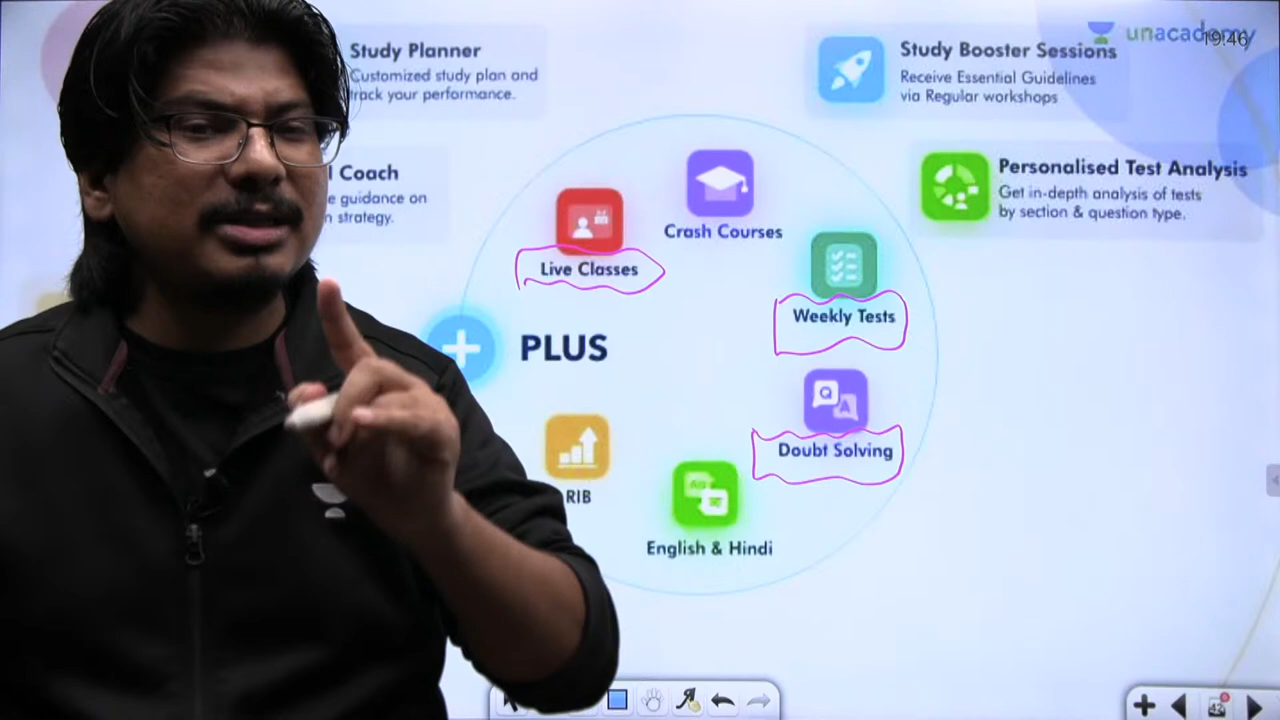 Study Planner
Customized study plan and
track your performance.
l Coach
e guidance on
n strategy.
Study Booster Sessions
Receive Essential Guidelines
via Regular workshops
unacademy
19:46
Personalised Test Analysis
Get in-depth analysis of tests
by section & question type.
Crash Courses
Live Classes
Weekly Tests
PLUS
Q
A
Doubt Solving
RIB
English & Hindi